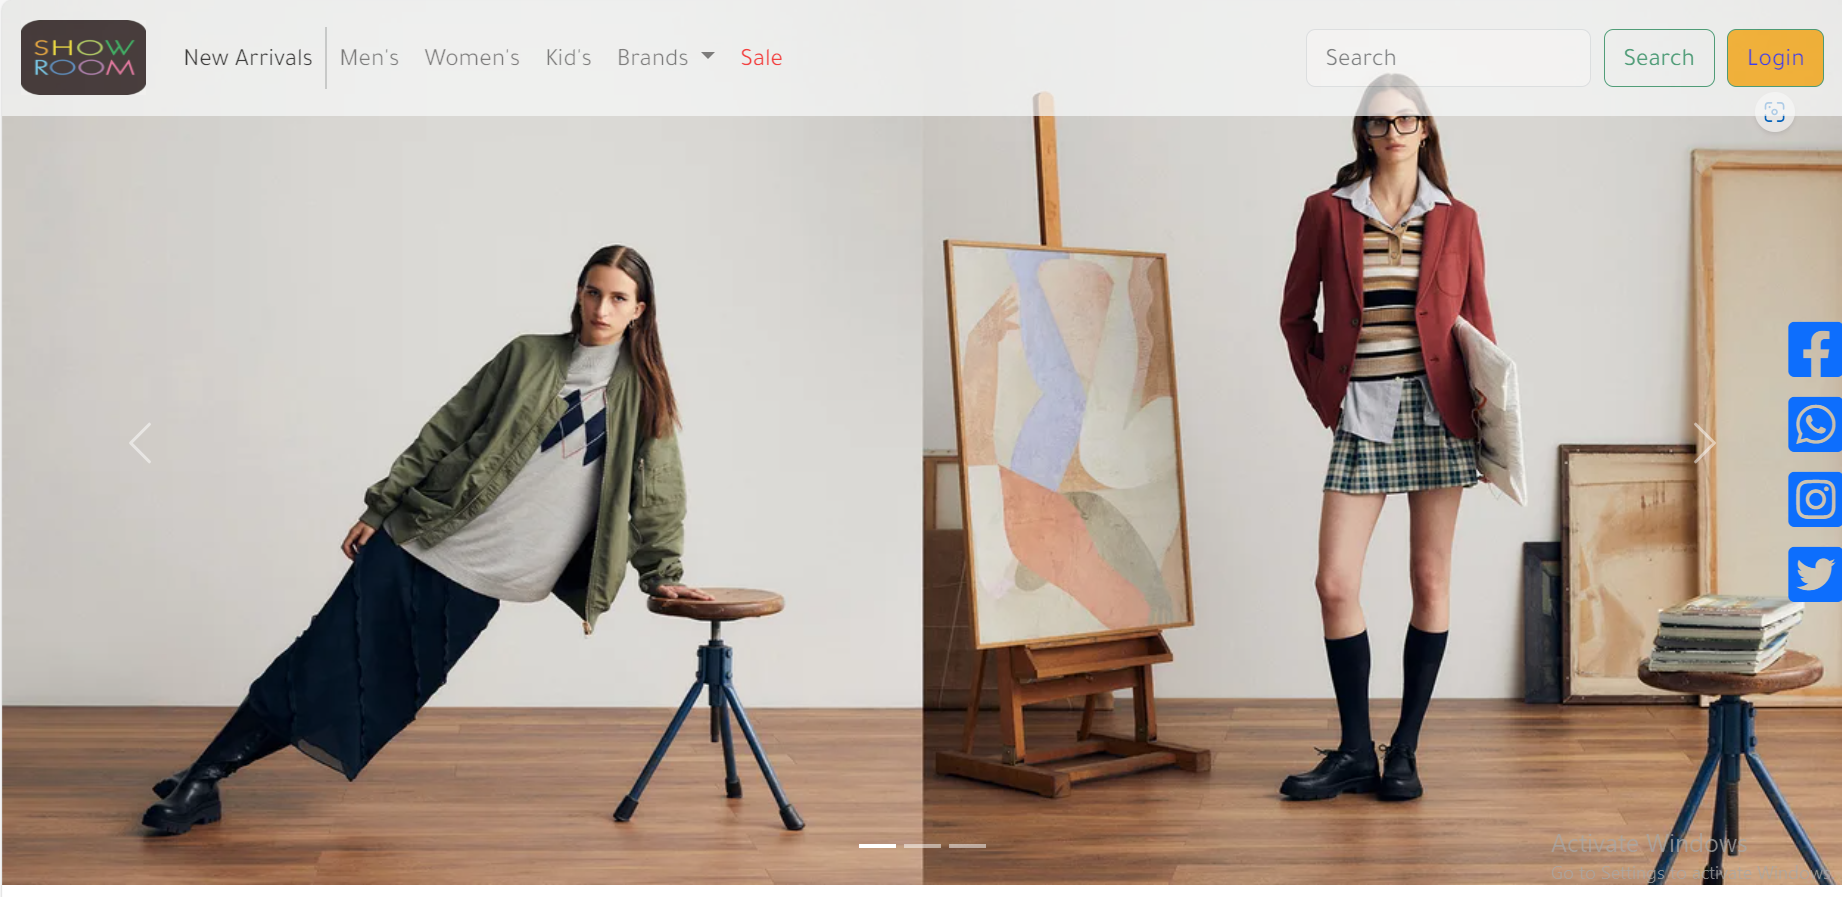 SHOW
ROOM
New Arrivals
Men's
Women's
Kid's
Brands
Sale
Search
Search
Login
Activate Windows
Go to Settings to activate Windows.